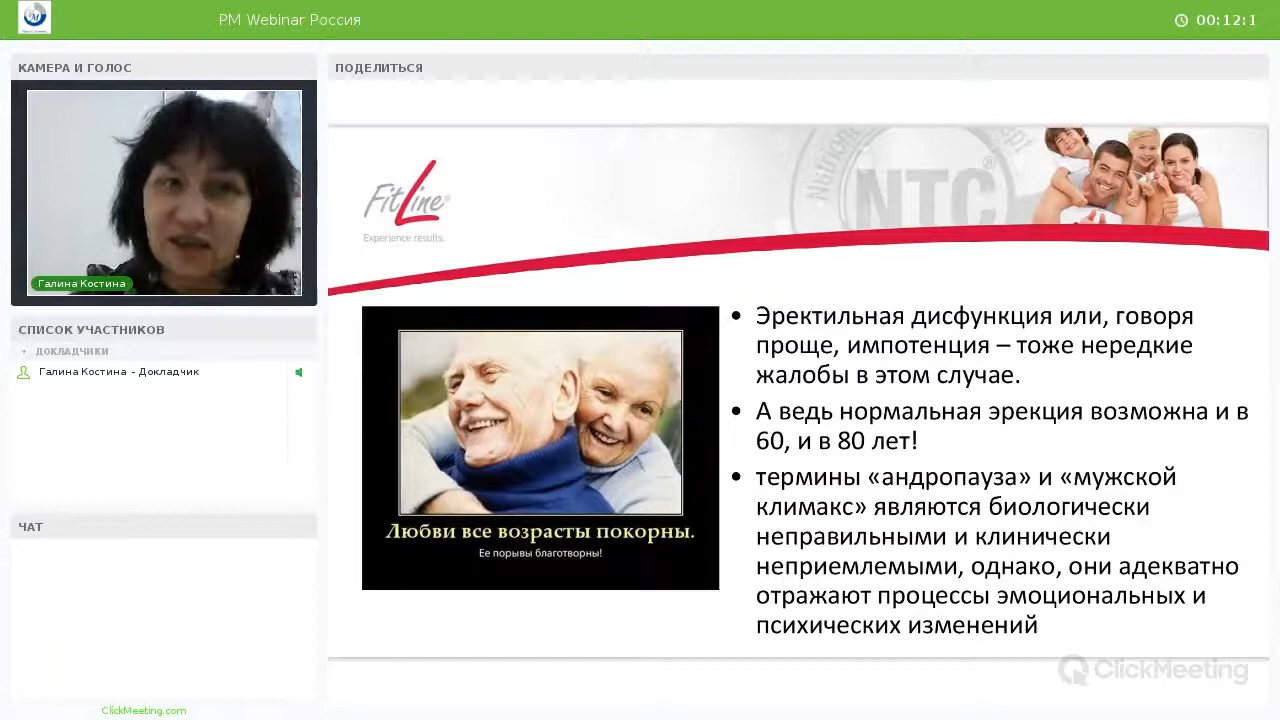 PM Webinar Россия
00:12:1
КАМЕРА И ГОЛОС
Галина Костина
СПИСОК УЧАСТНИКОВ
ДОКЛАДЧИКИ
Галина Костина - Докладчик
ЧАТ
ClickMeeting.com
ПОДЕЛИТЬСЯ
FitLine®
Experience results.
NTC®
Любви все возрасты покорны.
Ее порывы благотворны!
• Эректильная дисфункция или, говоря
проще, импотенция – тоже нередкие
жалобы в этом случае.
• А ведь нормальная эрекция возможна и в
60, и в 80 лет!
• термины «андропауза» и «мужской
климакс» являются биологически
неправильными и клинически
неприемлемыми, однако, они адекватно
отражают процессы эмоциональных и
психических изменений
ClickMeeting